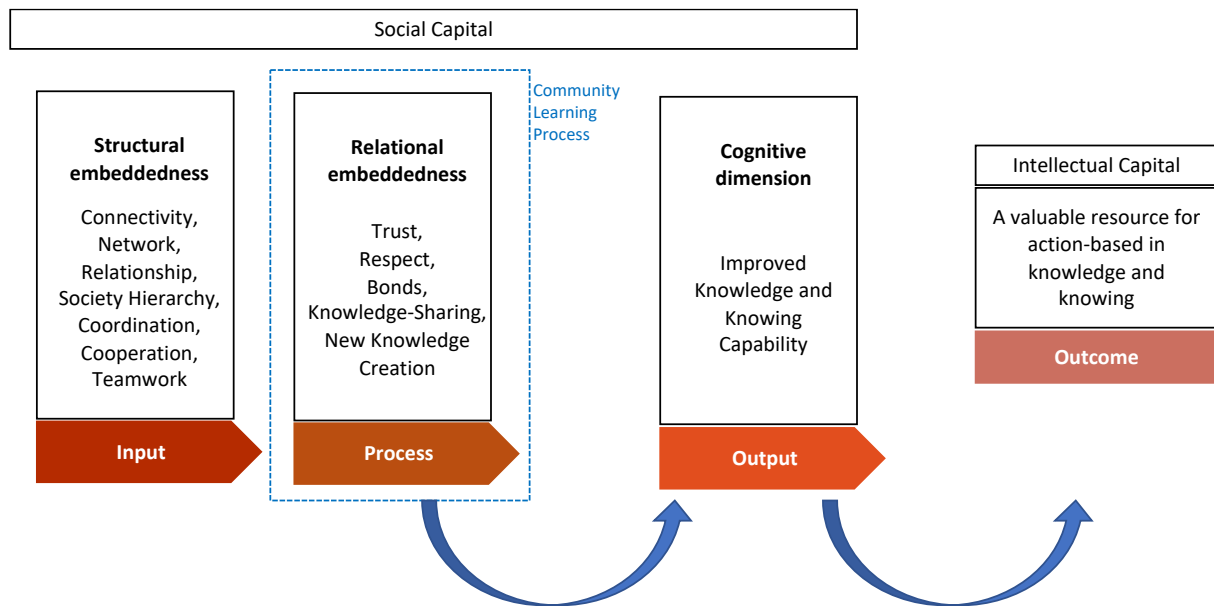 Social Capital
Structural
embeddedness
Connectivity,
Network,
Relationship,
Society Hierarchy,
Coordination,
Cooperation,
Teamwork
Input
Relational
embeddedness
Trust,
Respect,
Bonds,
Knowledge-Sharing,
New Knowledge
Creation
Process
Community
Learning
Process
Cognitive
dimension
Improved
Knowledge and
Knowing
Capability
Output
Intellectual Capital
A valuable resource for
action-based in
knowledge and
knowing
Outcome